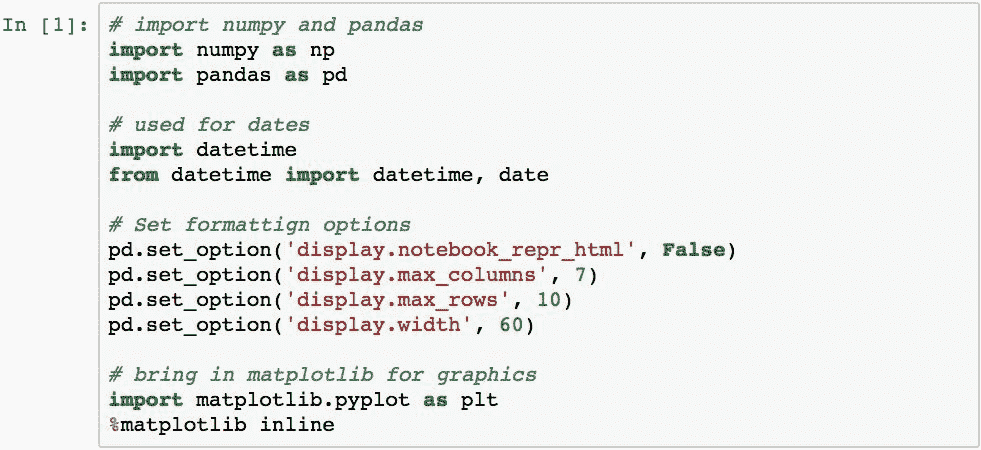 In [1]: # import numpy and pandas
import numpy as np
import pandas as pd
# used for dates
import datetime
from datetime import datetime, date
# Set formattign options
pd.set_option('display.notebook_repr_html', False)
pd.set_option('display.max_columns', 7)
pd.set_option('display.max_rows', 10)
pd.set_option('display.width', 60)
# bring in matplotlib for graphics
import matplotlib.pyplot as plt
%matplotlib inline